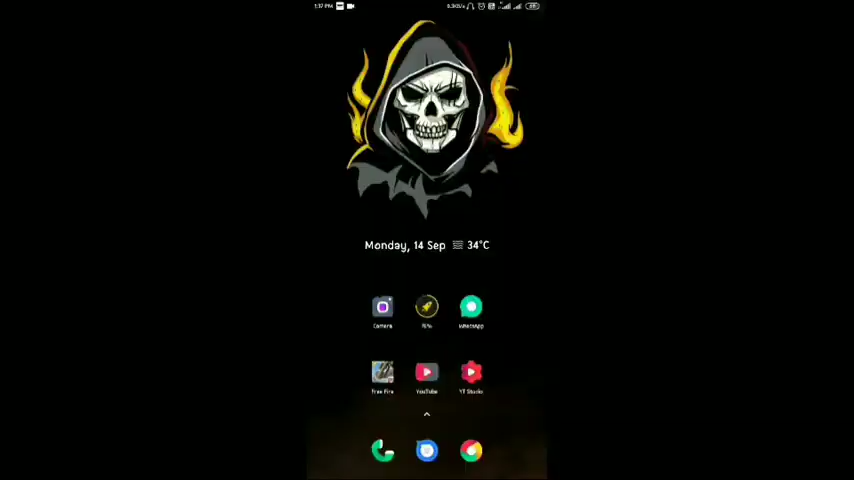 1:37 PM
Monday, 14 Sep 34°C
Camera WhatsApp
Free Fire YouTube YT Studio